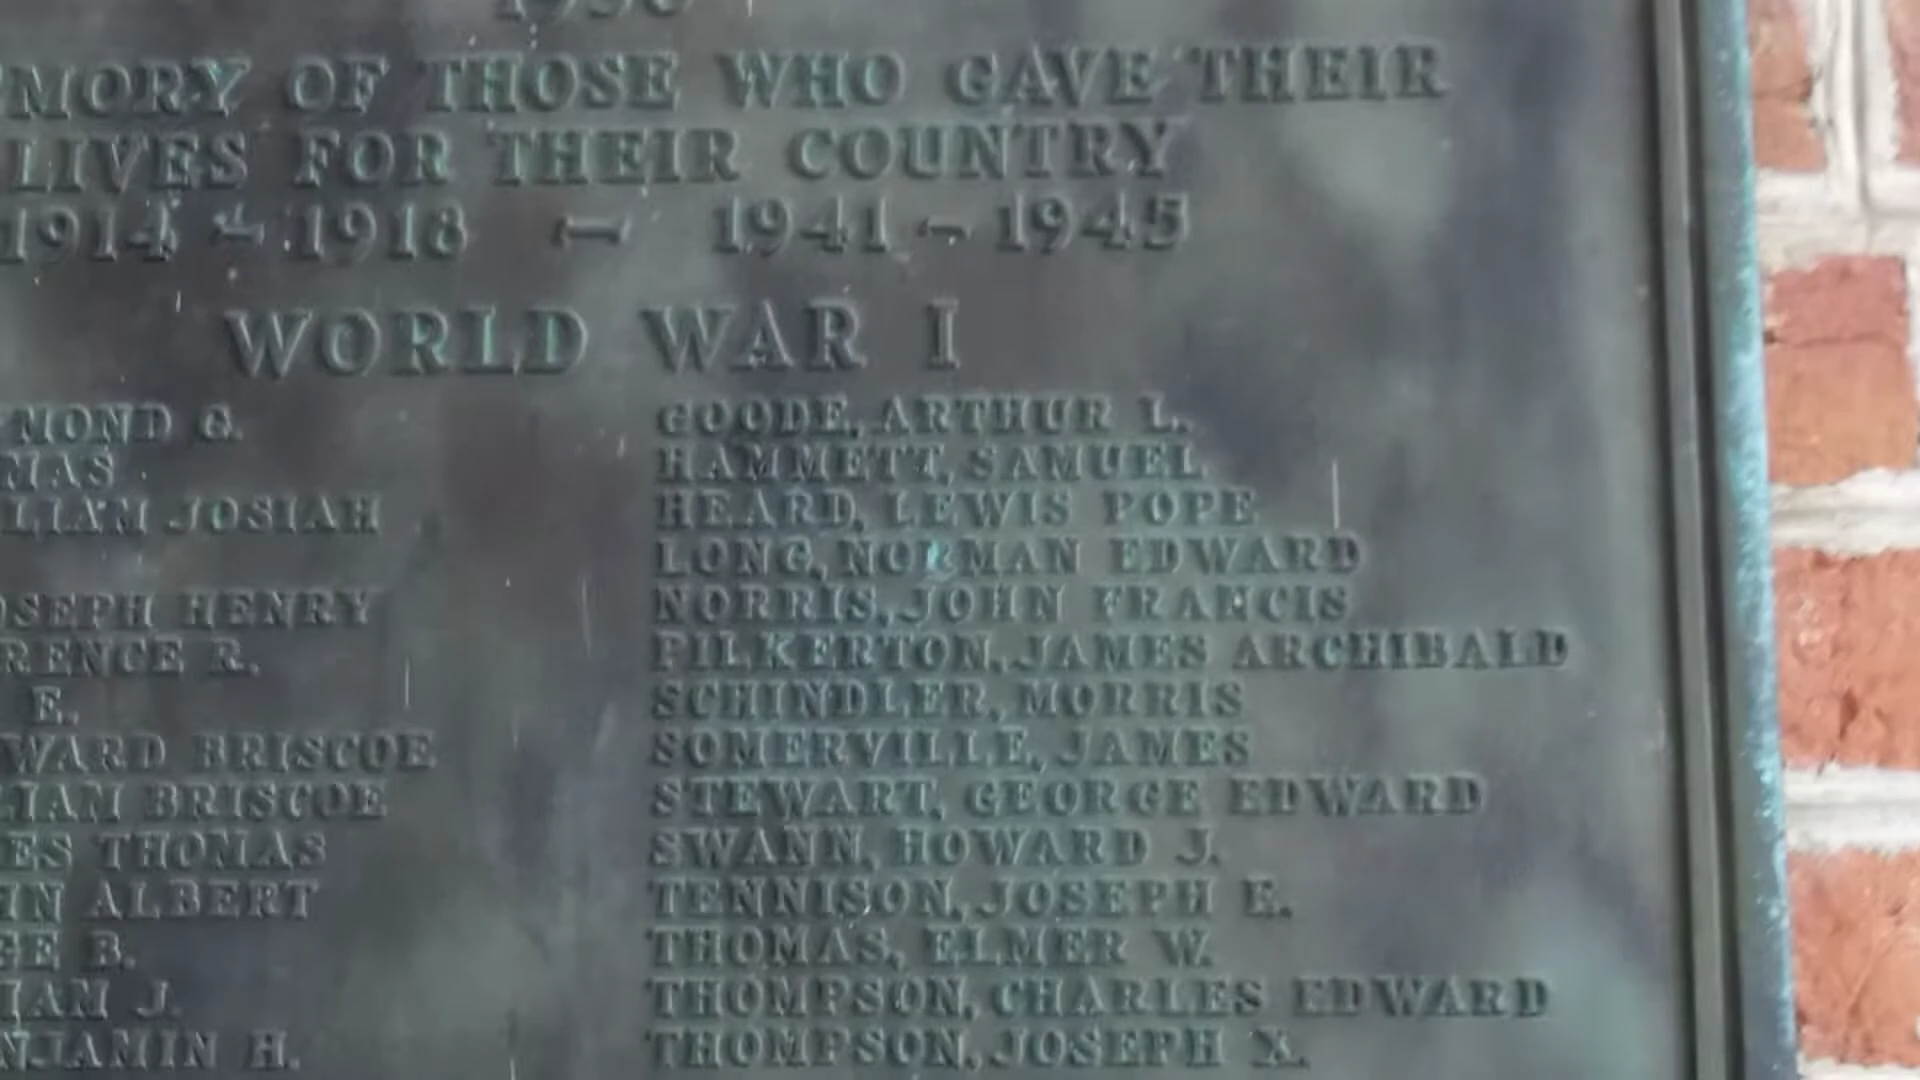 MORY OF THOSE WHO GAVE THEIR
LIVES FOR THEIR COUNTRY
1914 - 1918 — 1941 - 1945
WORLD WAR I
MOND G.
MAS
LIAM JOSIAH
OSEPH HENRY
RENCE R.
E.
WARD BRISCOE
LIAM BRISCOE
ES THOMAS
HN ALBERT
GE B.
IAM J.
NJAMIN H.
GOODE, ARTHUR L.
HAMMETT, SAMUEL
HEARD, LEWIS POPE
LONG, NORMAN EDWARD
NORRIS, JOHN FRANCIS
PILKERTON, JAMES ARCHIBALD
SCHINDLER, MORRIS
SOMERVILLE, JAMES
STEWART, GEORGE EDWARD
SWANN, HOWARD J.
TENNISON, JOSEPH E.
THOMAS, ELMER W.
THOMPSON, CHARLES EDWARD
THOMPSON, JOSEPH X.